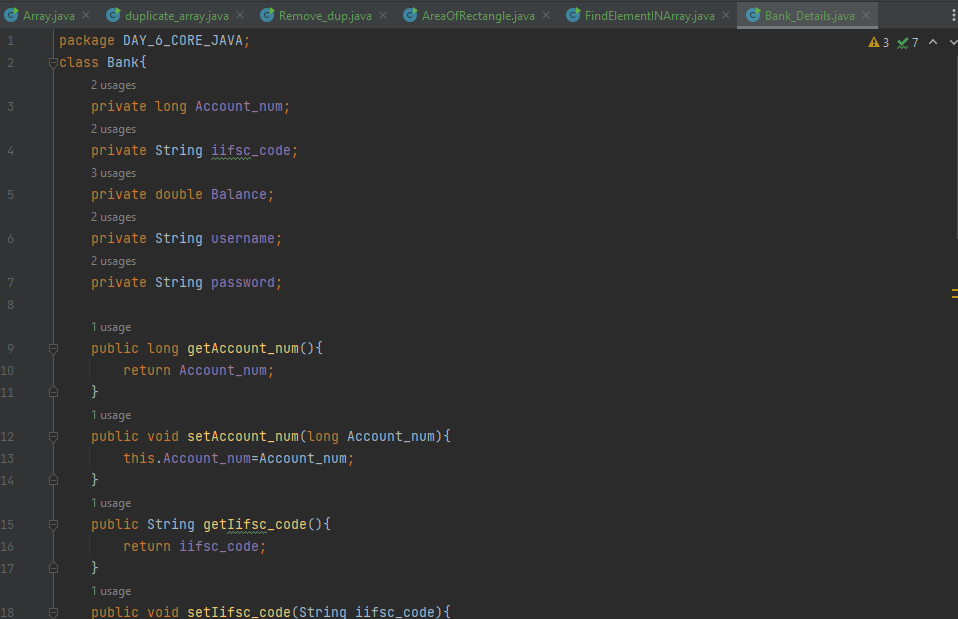 Array.java duplicate_array.java Remove_dup.java AreaOfRectangle.java FindElementINArray.java Bank_Details.java
3 7
1 package DAY_6_CORE_JAVA;
2 class Bank{
2 usages
3 private long Account_num;
2 usages
4 private String iifsc_code;
3 usages
5 private double Balance;
2 usages
6 private String username;
2 usages
7 private String password;
8
1 usage
9 public long getAccount_num(){
10 return Account_num;
11 }
1 usage
12 public void setAccount_num(long Account_num){
13 this.Account_num=Account_num;
14 }
1 usage
15 public String getIifsc_code(){
16 return iifsc_code;
17 }
1 usage
18 public void setIifsc_code(String iifsc_code){